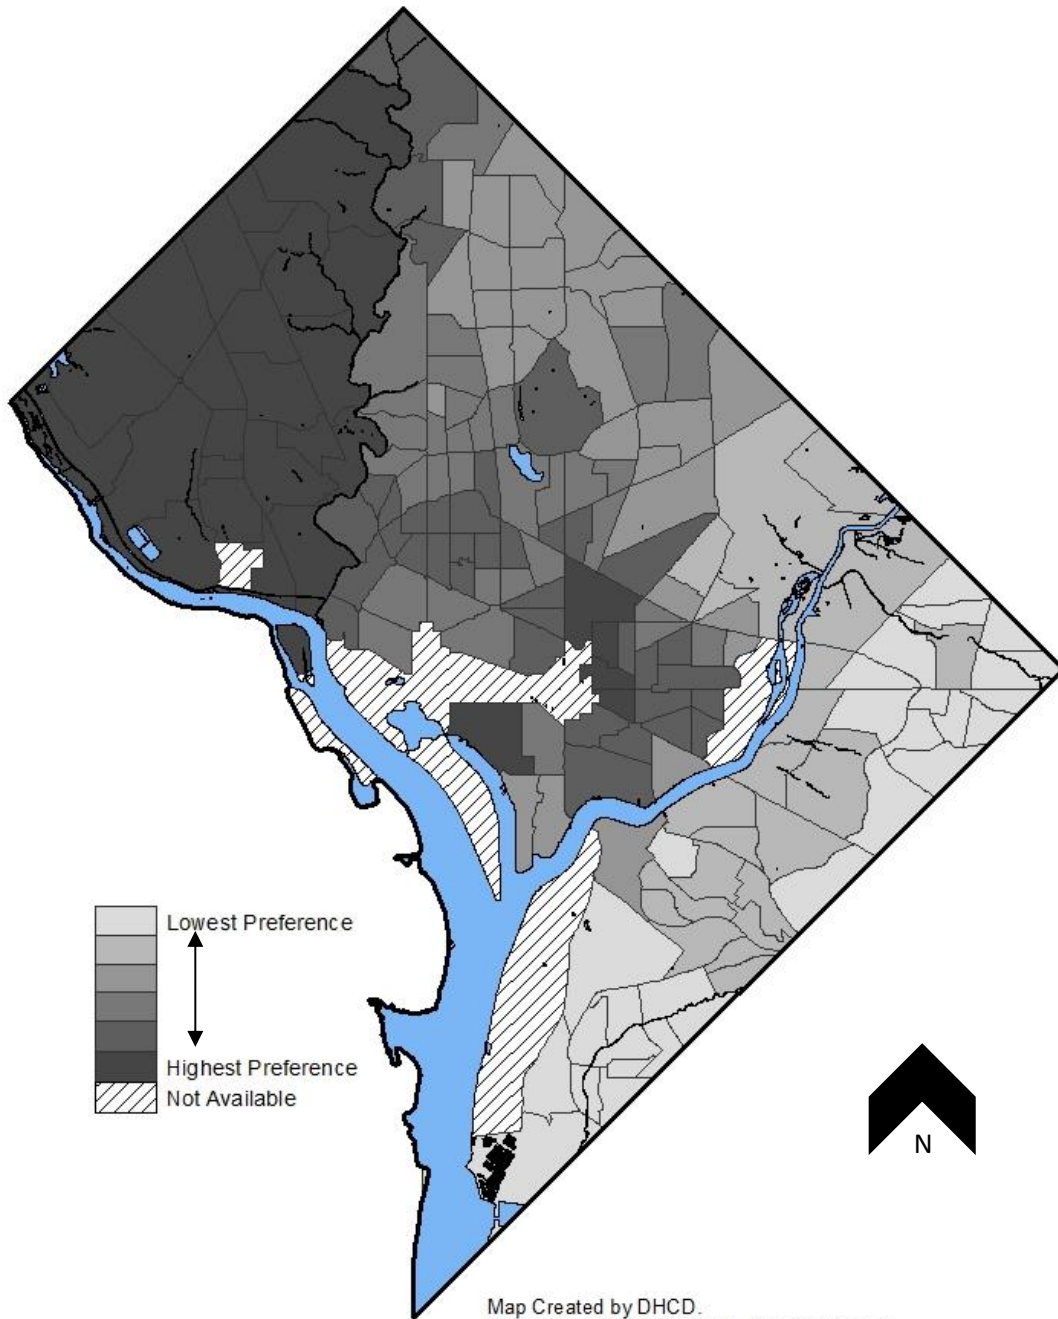 Lowest Preference
Highest Preference
Not Available
N
Map Created by DHCD.